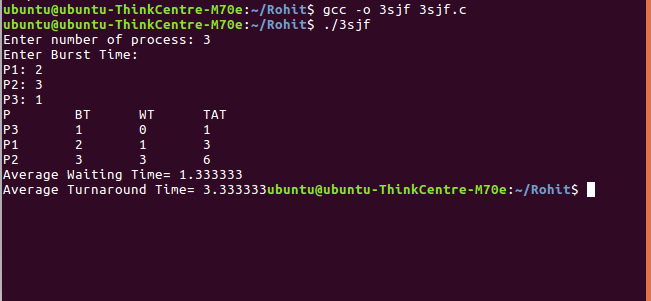 ubuntu@ubuntu-ThinkCentre-M70e:~/Rohit$ gcc -o 3sjf 3sjf.c
ubuntu@ubuntu-ThinkCentre-M70e:~/Rohit$ ./3sjf
Enter number of process: 3
Enter Burst Time:
P1: 2
P2: 3
P3: 1
P BT WT TAT
P3 1 0 1
P1 2 1 3
P2 3 3 6
Average Waiting Time= 1.333333
Average Turnaround Time= 3.333333ubuntu@ubuntu-ThinkCentre-M70e:~/Rohit$